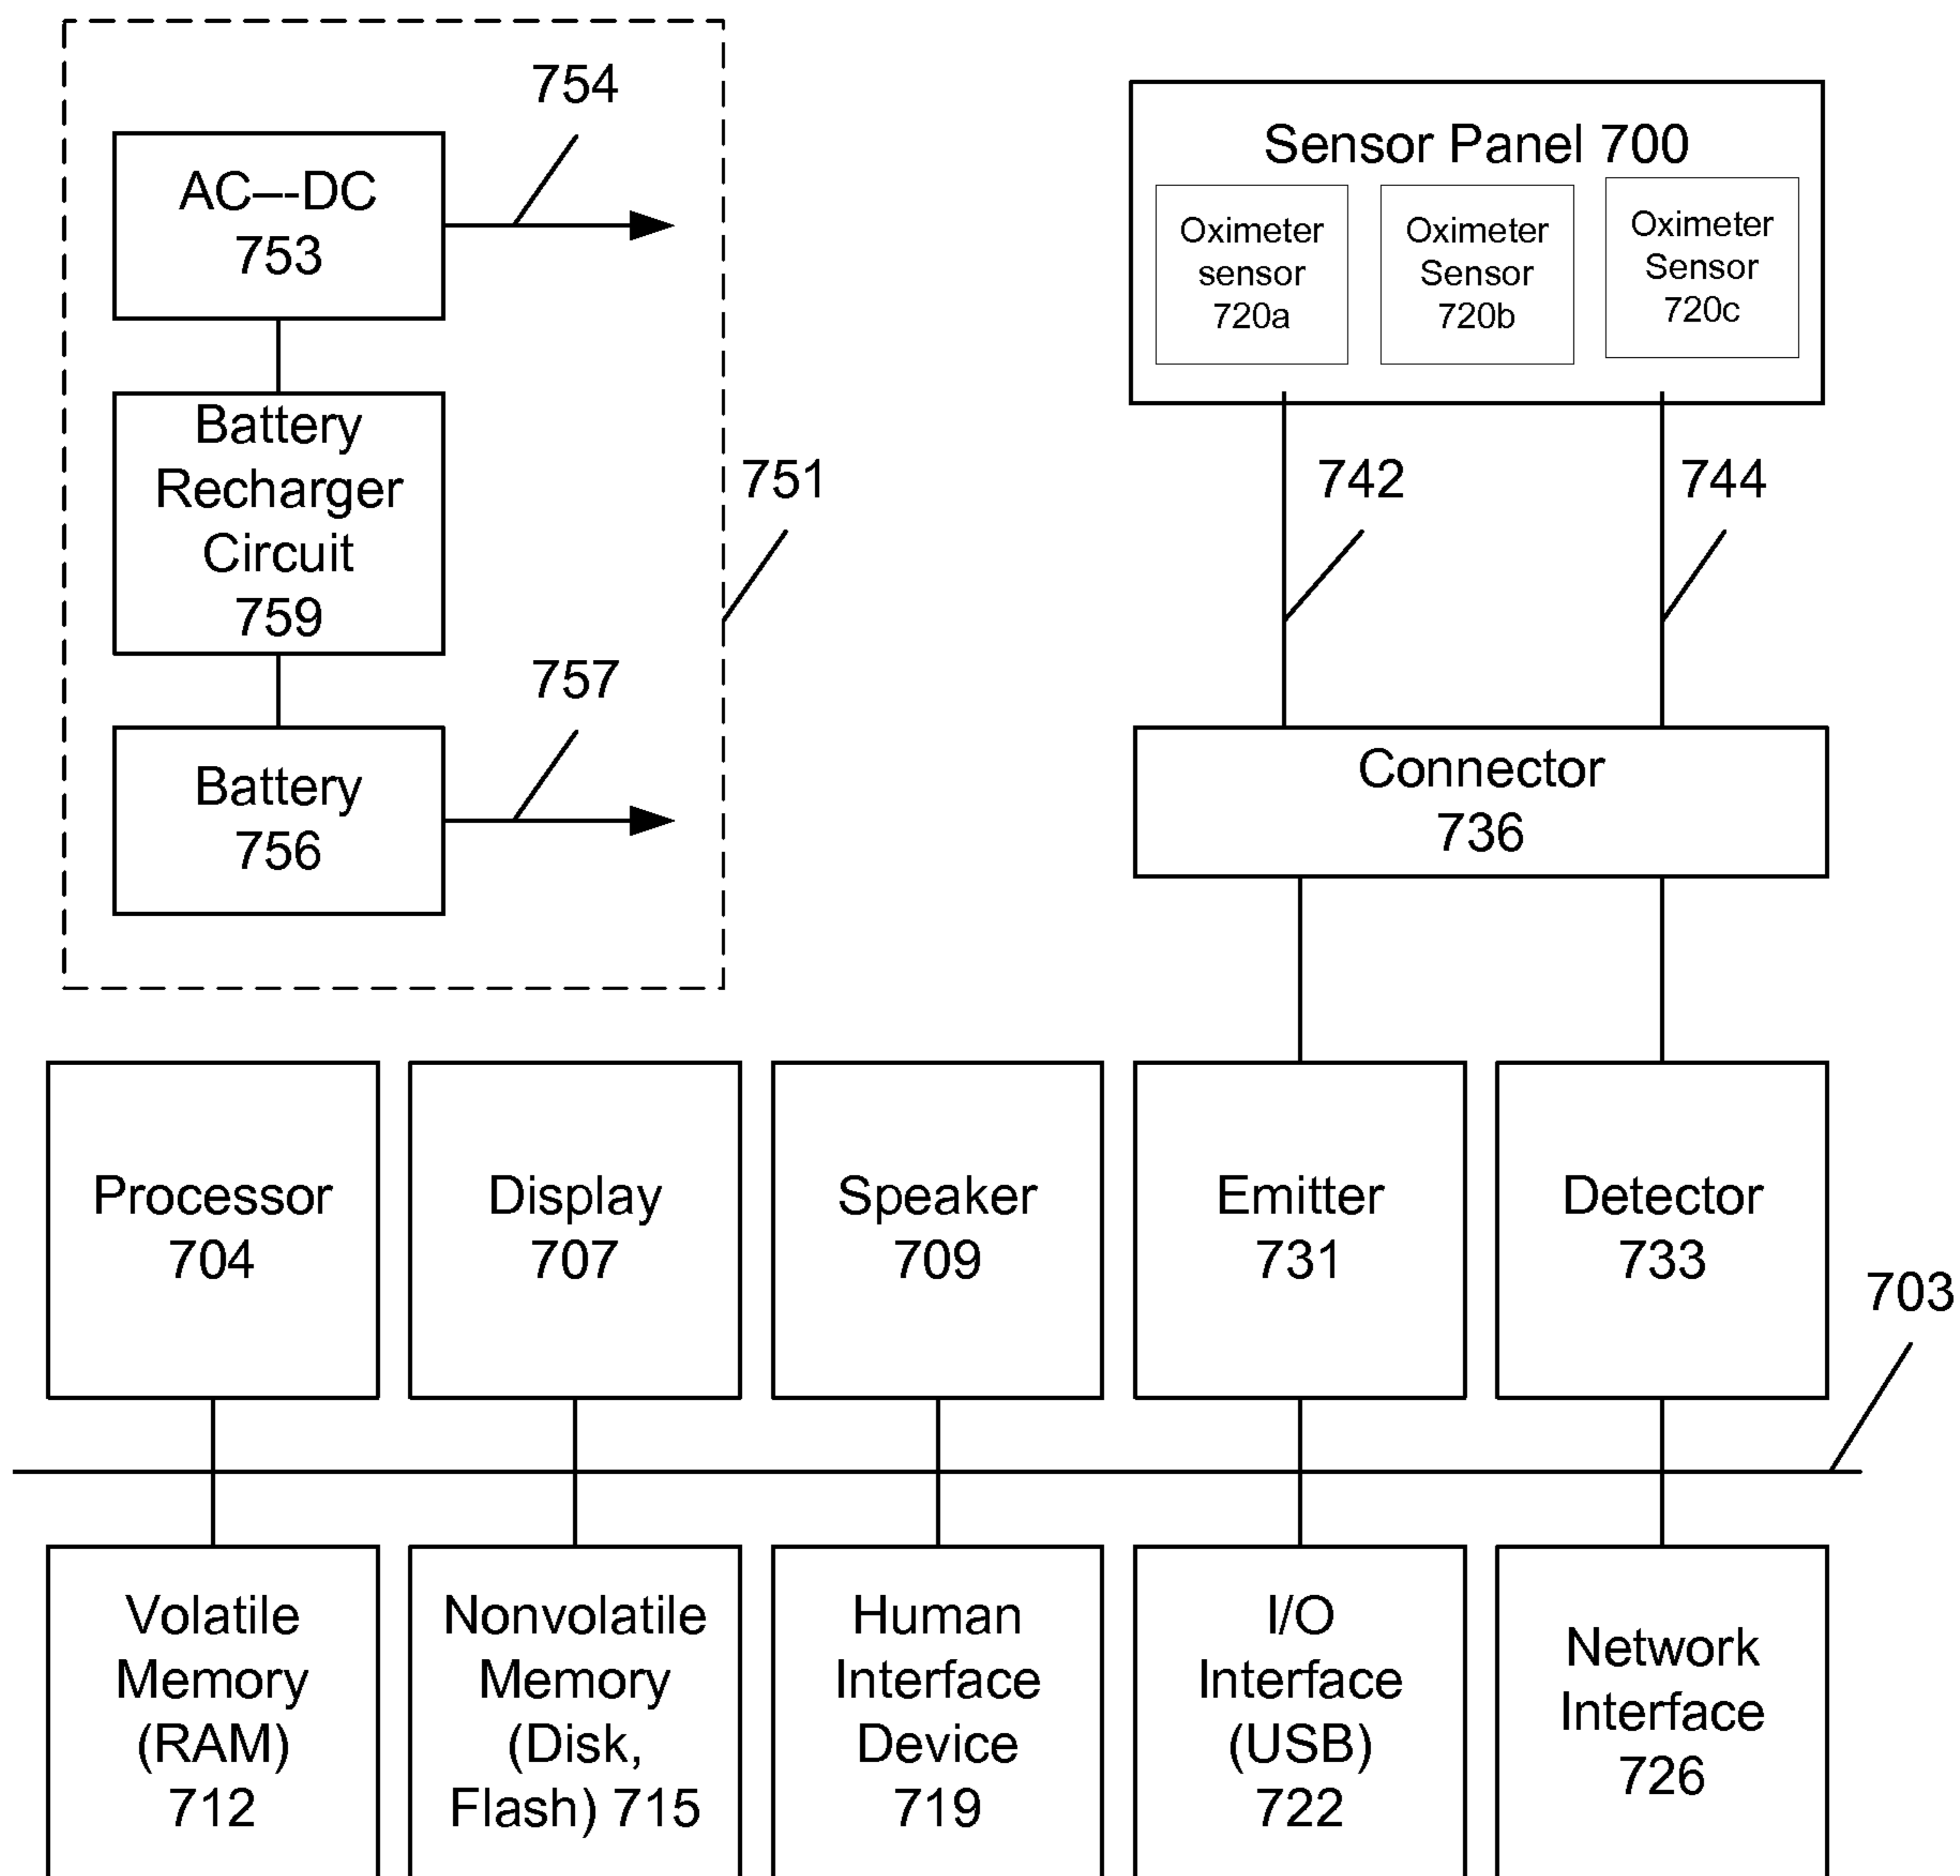 754
AC–-DC
753
Battery
Recharger
Circuit
759
751
757
Battery
756
Sensor Panel 700
Oximeter
sensor
720a
Oximeter
Sensor
720b
Oximeter
Sensor
720c
742
744
Connector
736
Processor
704
Display
707
Speaker
709
Emitter
731
Detector
733
703
Volatile
Memory
(RAM)
712
Nonvolatile
Memory
(Disk,
Flash) 715
Human
Interface
Device
719
I/O
Interface
(USB)
722
Network
Interface
726